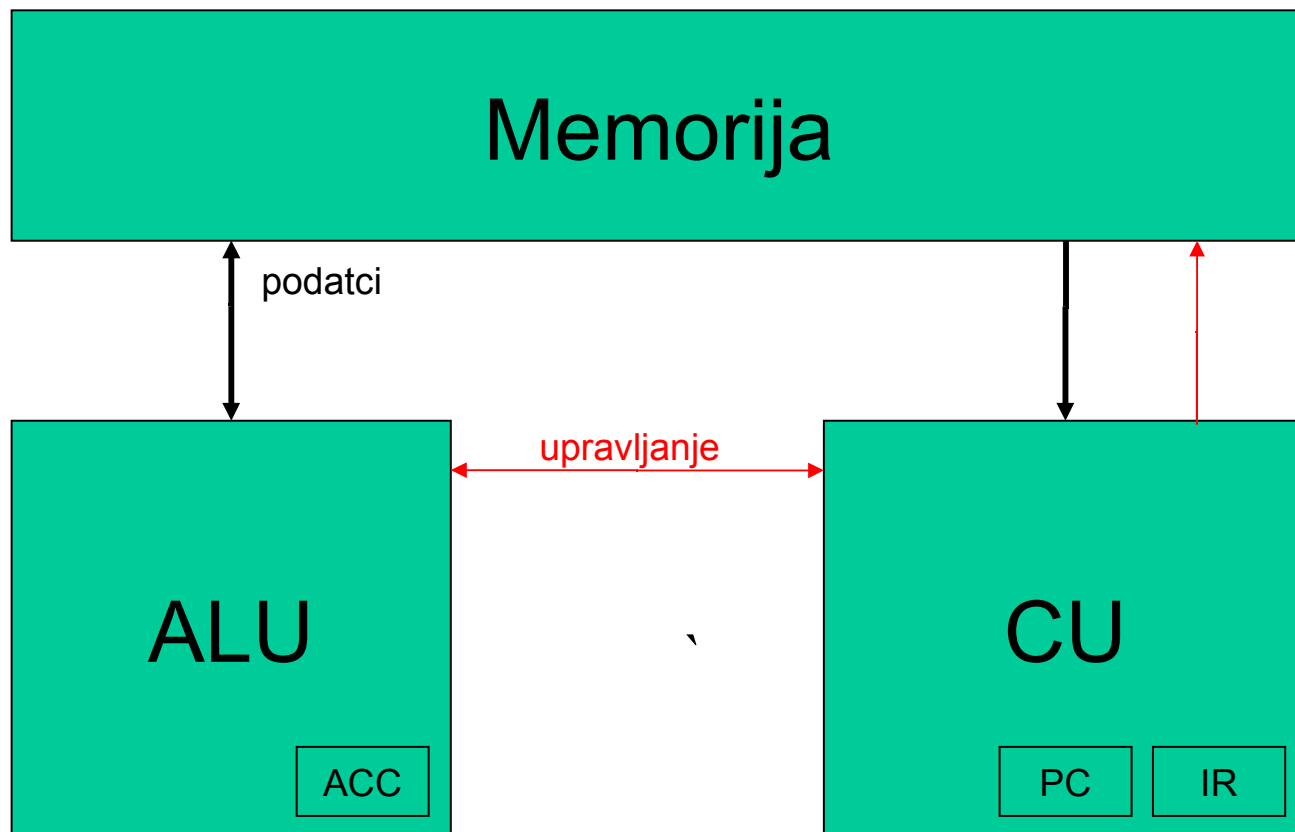 Memorija
podatci
upravljanje
ALU
`
CU
ACC
PC
IR